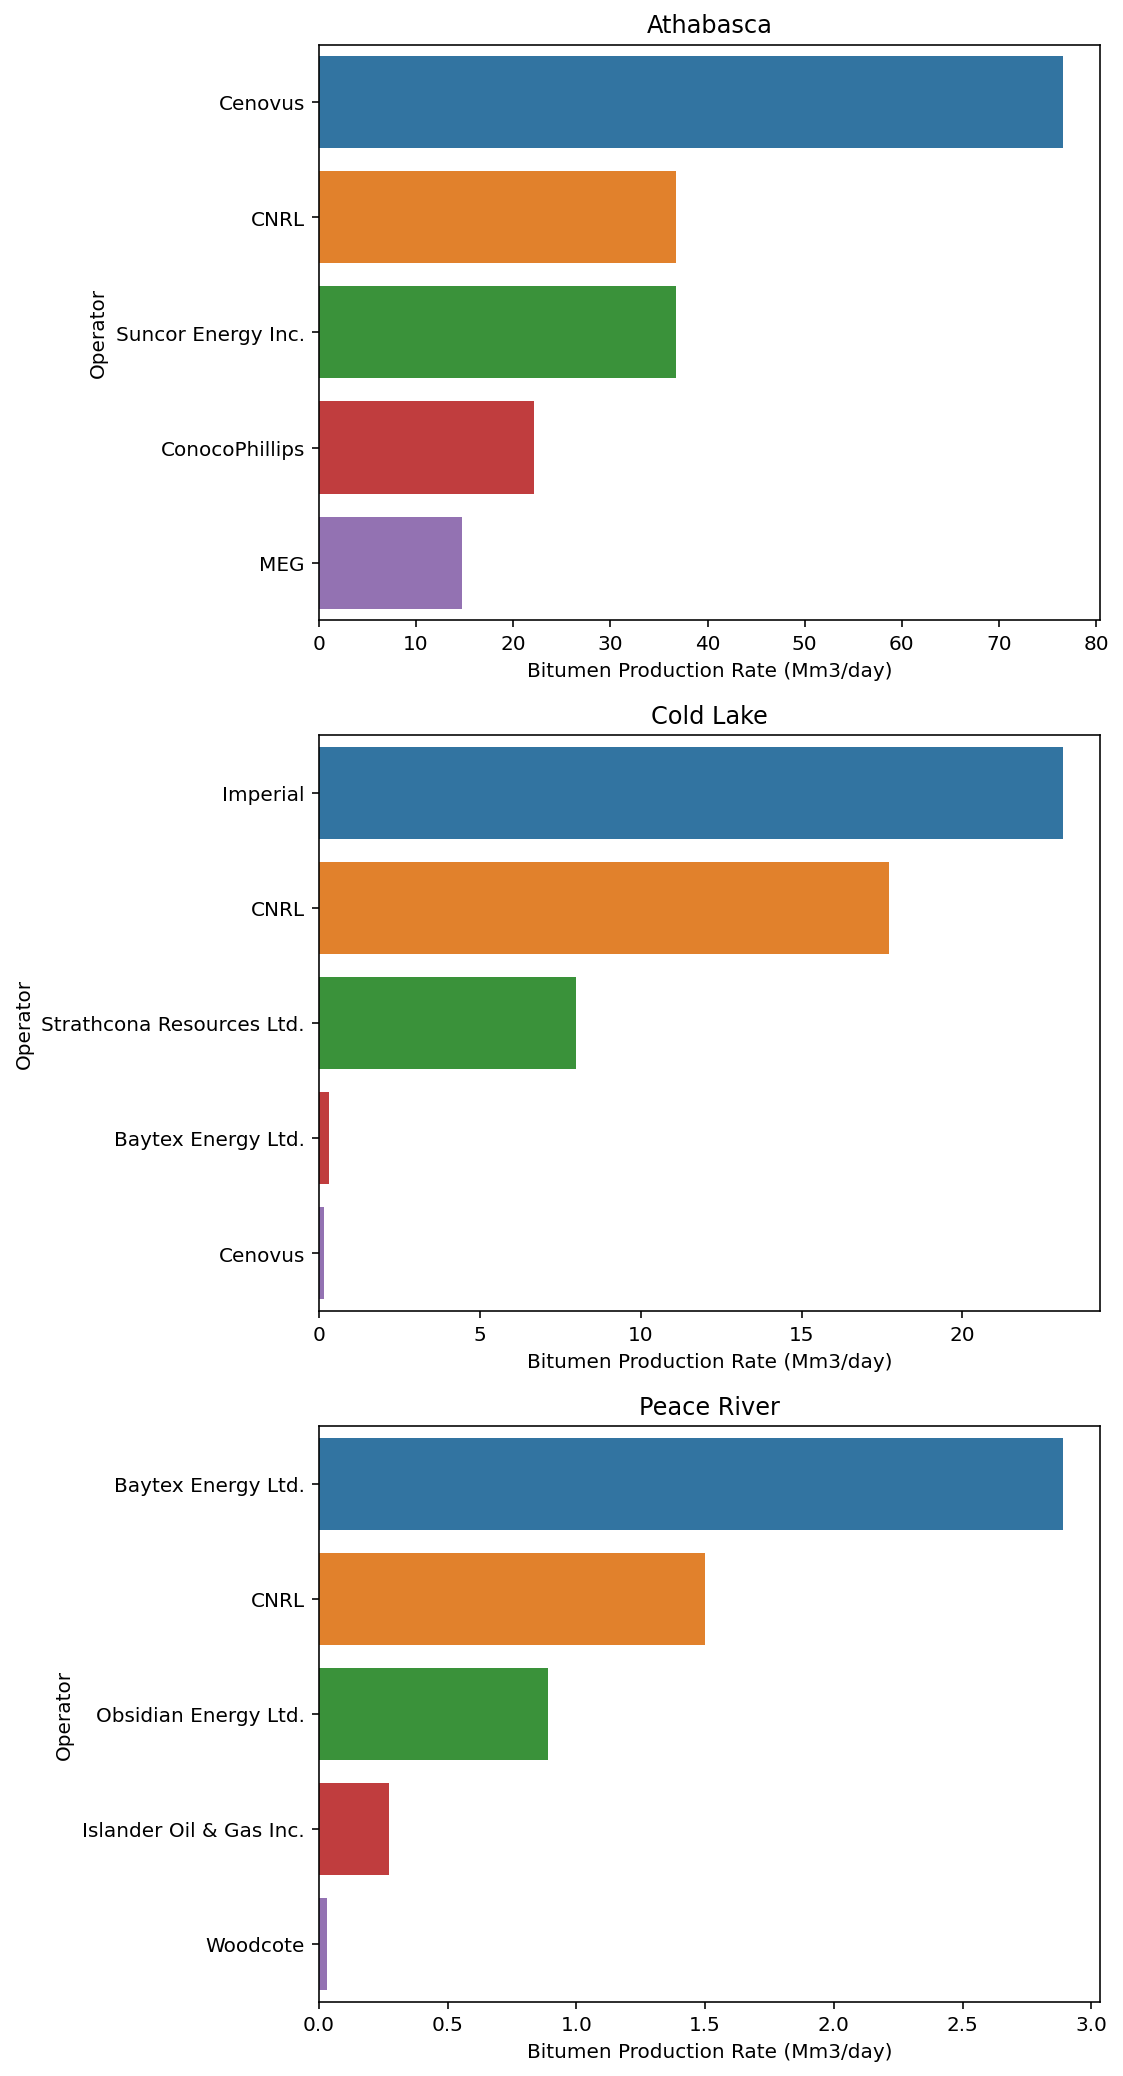 Athabasca
Operator
Cenovus
CNRL
Suncor Energy Inc.
ConocoPhillips
MEG
0 10 20 30 40 50 60 70 80
Bitumen Production Rate (Mm3/day)
Cold Lake
Operator
Imperial
CNRL
Strathcona Resources Ltd.
Baytex Energy Ltd.
Cenovus
0 5 10 15 20
Bitumen Production Rate (Mm3/day)
Peace River
Operator
Baytex Energy Ltd.
CNRL
Obsidian Energy Ltd.
Islander Oil & Gas Inc.
Woodcote
0.0 0.5 1.0 1.5 2.0 2.5 3.0
Bitumen Production Rate (Mm3/day)